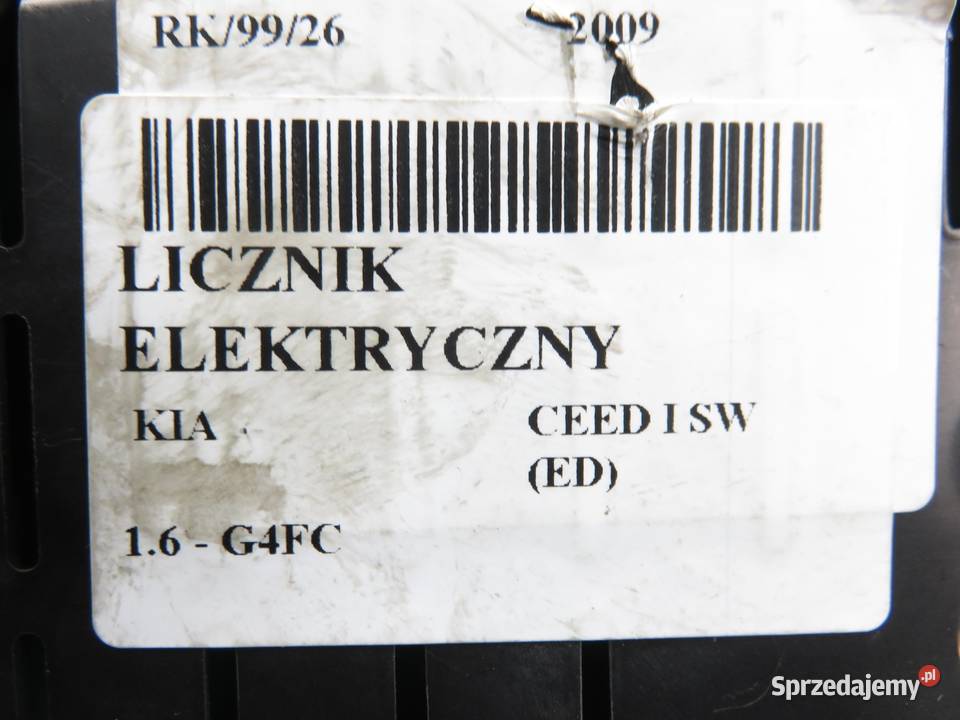 RK/99/26 2009
LICZNIK
ELEKTRYCZNY
KIA CEED I SW
(ED)
1.6 - G4FC
Sprzedajemy.pl